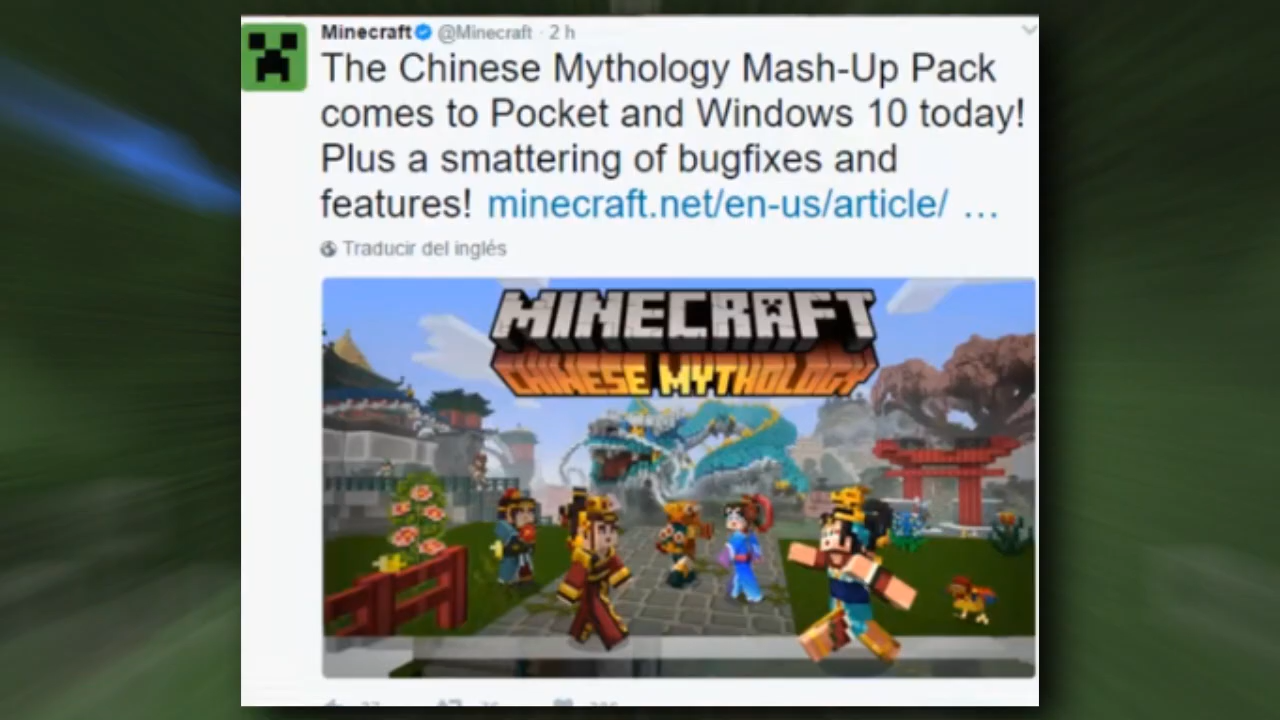 Minecraft @Minecraft · 2 h
The Chinese Mythology Mash-Up Pack
comes to Pocket and Windows 10 today!
Plus a smattering of bugfixes and
features! minecraft.net/en-us/article/ …
Traducir del inglés
MINECRAFT
CHINESE MYTHOLOGY